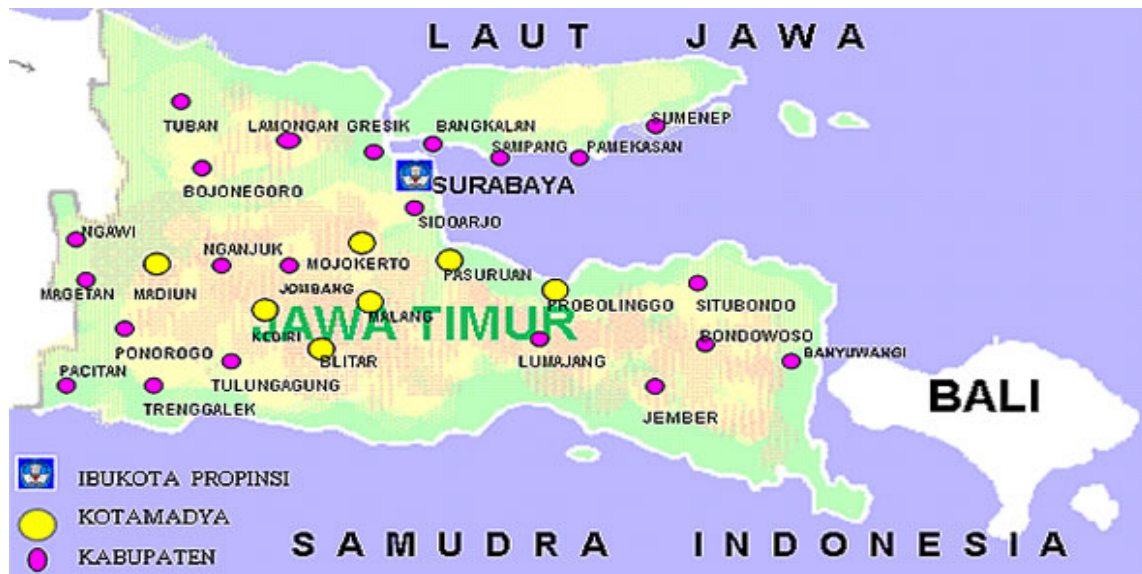 LAUT JAWA
SUMENEP
TUBAN
LAMONGAN
GRESIK
BANGKALAN
SAMPANG
PAMEKASAN
BOJONEGORO
SURABAYA
SIDOARJO
NGAWI
NGANJUK
MOJOKERTO
PASURUAN
MAGETAN
MADIUN
JOMBANG
MALANG
PROBOLINGGO
SITUBONDO
JAWA TIMUR
KEDIRI
BONDOWOSO
PONOROGO
BLITAR
LUMAJANG
BANYUWANGI
PACITAN
TULUNGAGUNG
TRENGGALEK
JEMBER
BALI
IBUKOTA PROPINSI
KOTAMADYA
KABUPATEN
SAMUDRA INDONESIA